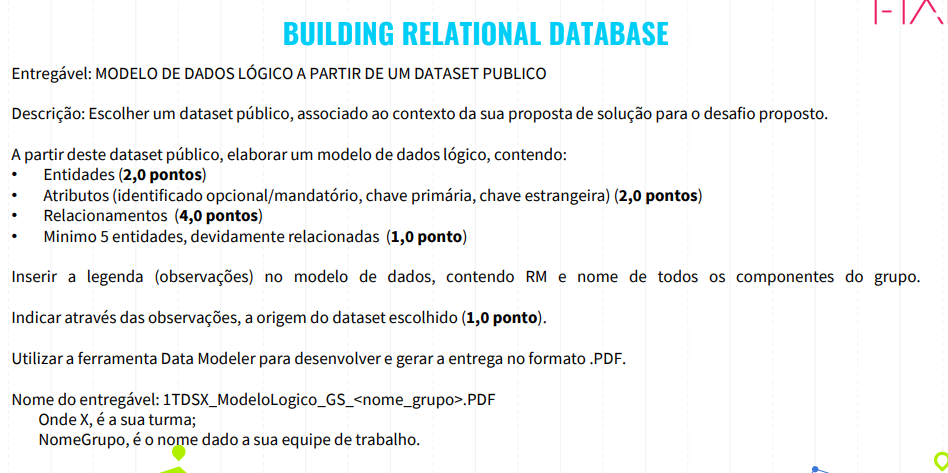 BUILDING RELATIONAL DATABASE
Entregável: MODELO DE DADOS LÓGICO A PARTIR DE UM DATASET PUBLICO
Descrição: Escolher um dataset público, associado ao contexto da sua proposta de solução para o desafio proposto.
A partir deste dataset público, elaborar um modelo de dados lógico, contendo:
• Entidades (2,0 pontos)
• Atributos (identificado opcional/mandatório, chave primária, chave estrangeira) (2,0 pontos)
• Relacionamentos (4,0 pontos)
• Minimo 5 entidades, devidamente relacionadas (1,0 ponto)
Inserir a legenda (observações) no modelo de dados, contendo RM e nome de todos os componentes do grupo.
Indicar através das observações, a origem do dataset escolhido (1,0 ponto).
Utilizar a ferramenta Data Modeler para desenvolver e gerar a entrega no formato .PDF.
Nome do entregável: 1TDSX_ModeloLogico_GS_<nome_grupo>.PDF
Onde X, é a sua turma;
NomeGrupo, é o nome dado a sua equipe de trabalho.